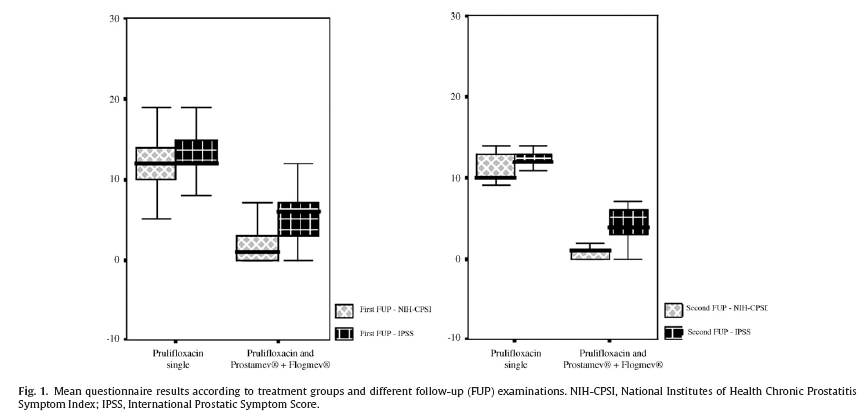 30
20
10
0
-10
Prulifloxacin
single
Prulifloxacin and
Prostamev® + Flogmev®
First FUP - NIH-CPSI
First FUP - IPSS
30
20
10
0
-10
Prulifloxacin
single
Prulifloxacin and
Prostamev® + Flogmev®
Second FUP - NIH-CPSI
Second FUP - IPSS
Fig. 1. Mean questionnaire results according to treatment groups and different follow-up (FUP) examinations. NIH-CPSI, National Institutes of Health Chronic Prostatitis
Symptom Index; IPSS, International Prostatic Symptom Score.